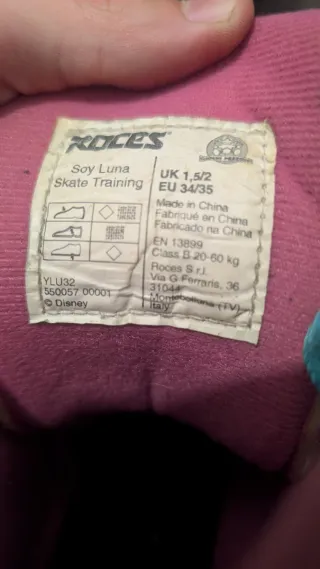 ROCES
Soy Luna
Skate Training
YLU32
550057 00001
© Disney
UK 1,5/2
EU 34/35
Made in China
Fabriqué en China
Fabricado na China
EN 13899
Class B 20-60 kg
Roces S.r.l.
Via G Ferraris, 36
31044
Montebelluna (TV)
Italy